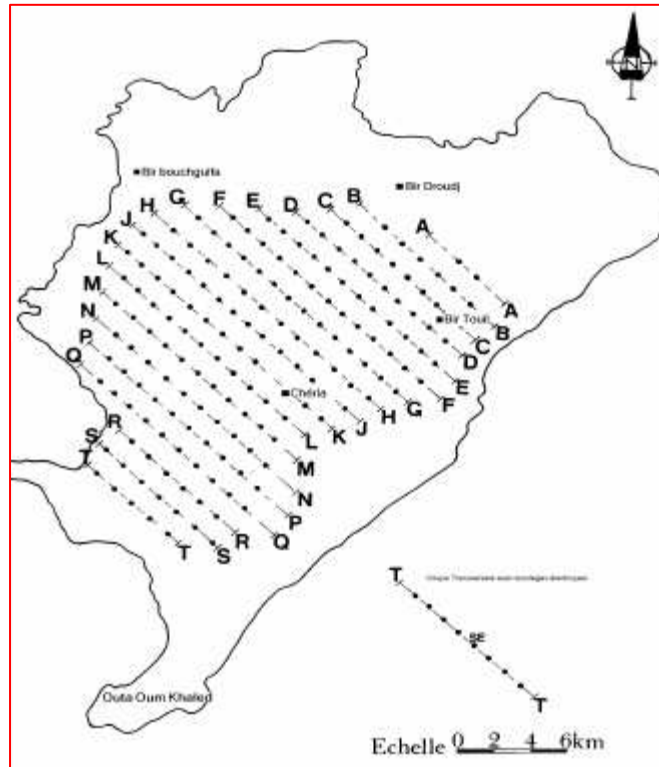 N
Bir bouchguifa
Bir Droudj
H G F E D C B
A
J
K
L
M
N
P
Q
A
Bir Touil
B
C
D
E
Chéria
F
G
H
J
K
L
M
N
P
Q
R
S
T
R
S
T
T
SE
T
Outa Oum Khaled
Echelle 0 2 4 6km